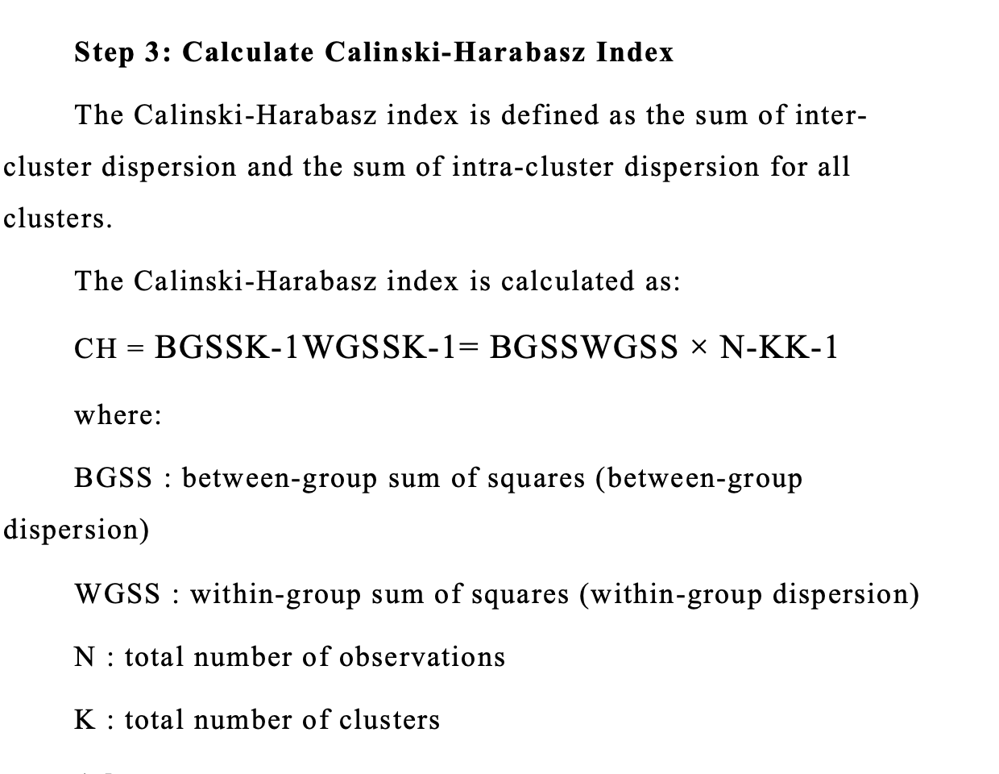 Step 3: Calculate Calinski-Harabasz Index
The Calinski-Harabasz index is defined as the sum of inter-
cluster dispersion and the sum of intra-cluster dispersion for all
clusters.
The Calinski-Harabasz index is calculated as:
CH = BGSSK-1WGSSK-1= BGSSWGSS × N-KK-1
where:
BGSS : between-group sum of squares (between-group
dispersion)
WGSS : within-group sum of squares (within-group dispersion)
N : total number of observations
K : total number of clusters